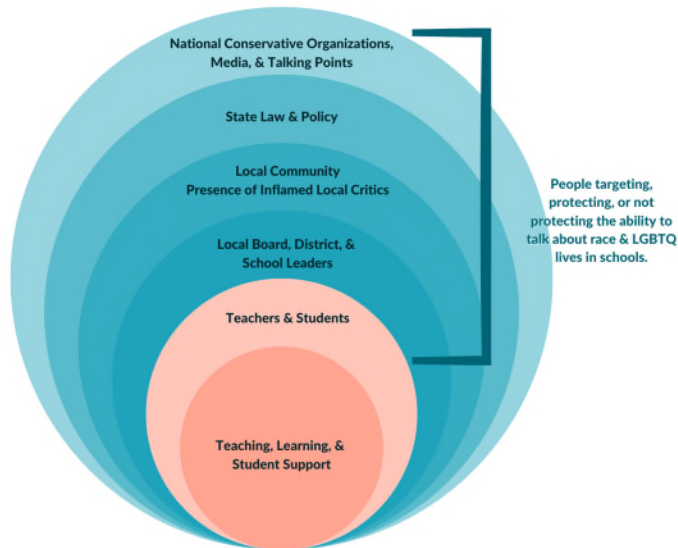 National Conservative Organizations,
Media, & Talking Points
State Law & Policy
Local Community
Presence of Inflamed Local Critics
Local Board, District, &
School Leaders
Teachers & Students
Teaching, Learning, &
Student Support
People targeting,
protecting, or not
protecting the ability to
talk about race & LGBTQ
lives in schools.